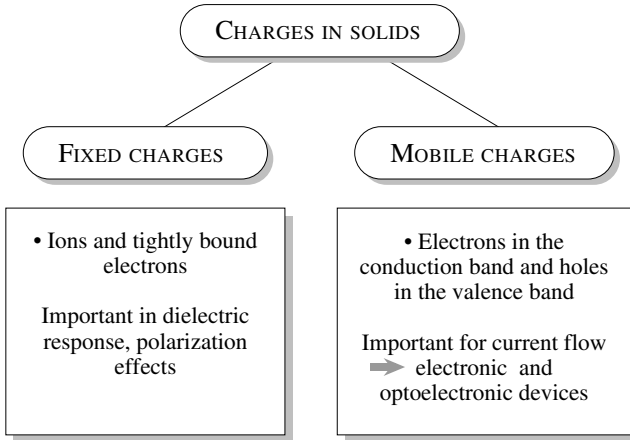 CHARGES IN SOLIDS
FIXED CHARGES
MOBILE CHARGES
• Ions and tightly bound
electrons
Important in dielectric
response, polarization
effects
• Electrons in the
conduction band and holes
in the valence band
Important for current flow
electronic and
optoelectronic devices